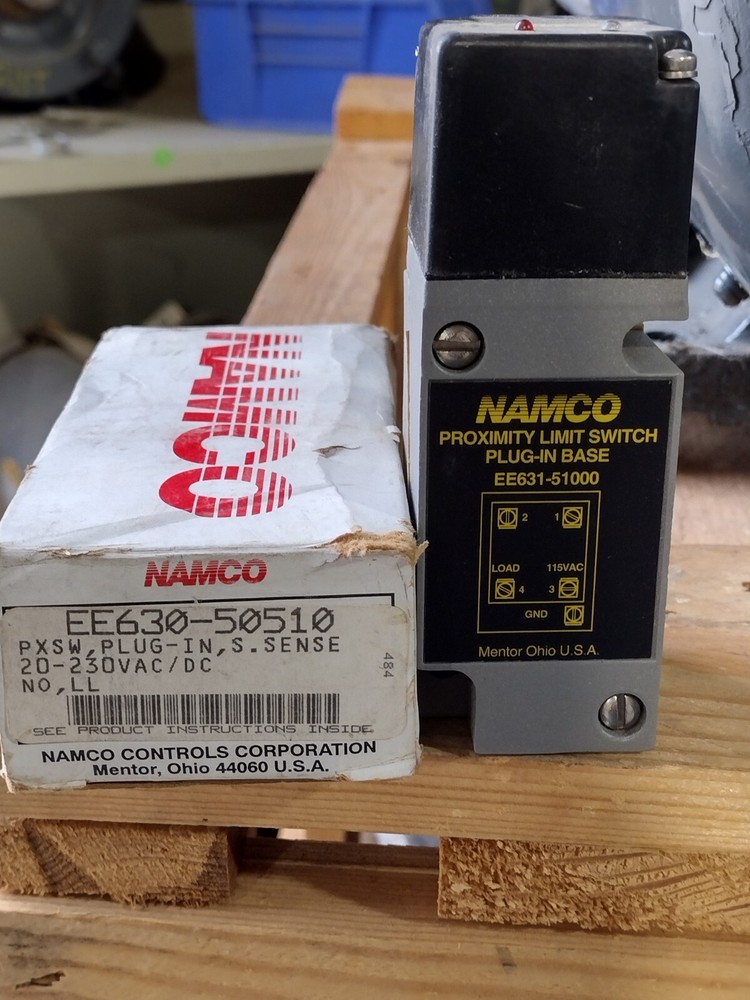 NAMCO
NAMCO
EE630-50510
PXSW,PLUG-IN,S.SENSE
20-230VAC/DC
NO,LL
484
SEE PRODUCT INSTRUCTIONS INSIDE
NAMCO CONTROLS CORPORATION
Mentor, Ohio 44060 U.S.A.
NAMCO
PROXIMITY LIMIT SWITCH
PLUG-IN BASE
EE631-51000
2 1
LOAD 115VAC
4 3
GND
Mentor Ohio U.S.A.